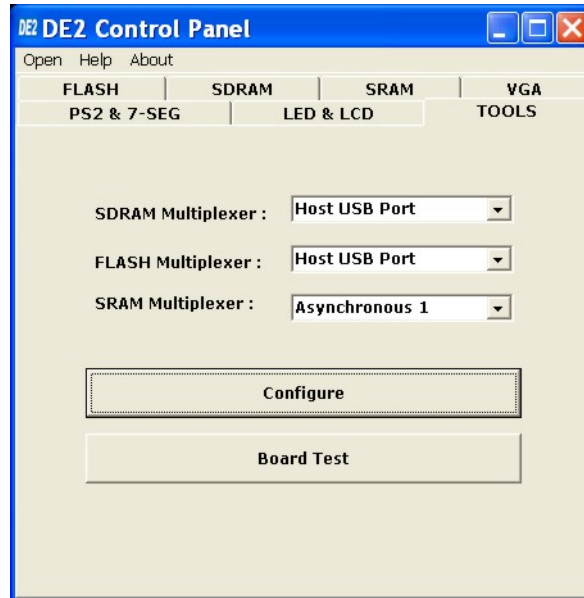 DE2 DE2 Control Panel
Open Help About
FLASH SDRAM SRAM VGA
PS2 & 7-SEG LED & LCD TOOLS
SDRAM Multiplexer : Host USB Port
FLASH Multiplexer : Host USB Port
SRAM Multiplexer : Asynchronous 1
Configure
Board Test